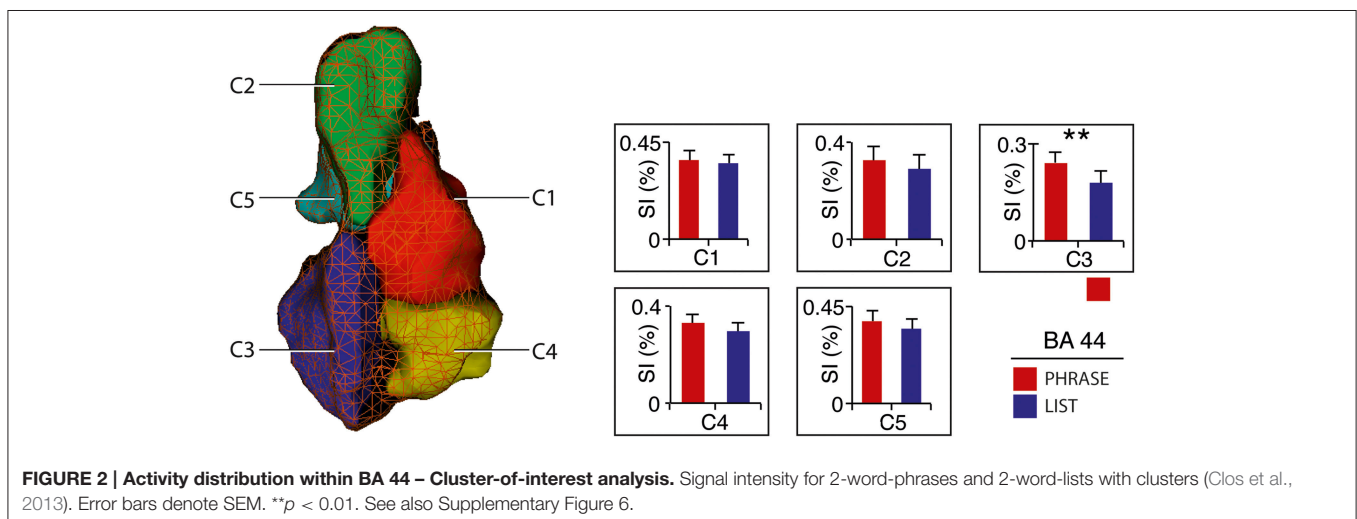 C2
C5
C1
C3
C4
0.45
SI (%)
0
C1
0.4
SI (%)
0
C2
0.3
**
SI (%)
0
C3
0.4
SI (%)
0
C4
0.45
SI (%)
0
C5
BA 44
PHRASE
LIST
FIGURE 2 | Activity distribution within BA 44 – Cluster-of-interest analysis. Signal intensity for 2-word-phrases and 2-word-lists with clusters (Clos et al.,
2013). Error bars denote SEM. **p < 0.01. See also Supplementary Figure 6.